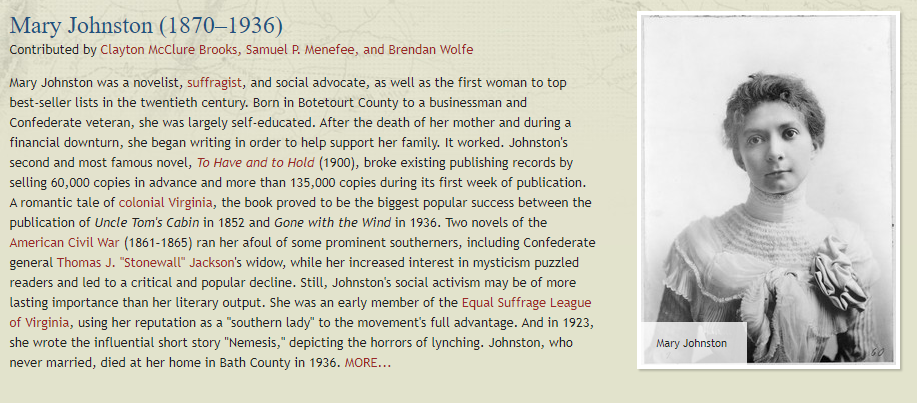 Mary Johnston (1870–1936)
Contributed by Clayton McClure Brooks, Samuel P. Menefee, and Brendan Wolfe
Mary Johnston was a novelist, suffragist, and social advocate, as well as the first woman to top
best-seller lists in the twentieth century. Born in Botetourt County to a businessman and
Confederate veteran, she was largely self-educated. After the death of her mother and during a
financial downturn, she began writing in order to help support her family. It worked. Johnston's
second and most famous novel, To Have and to Hold (1900), broke existing publishing records by
selling 60,000 copies in advance and more than 135,000 copies during its first week of publication.
A romantic tale of colonial Virginia, the book proved to be the biggest popular success between the
publication of Uncle Tom's Cabin in 1852 and Gone with the Wind in 1936. Two novels of the
American Civil War (1861-1865) ran her afoul of some prominent southerners, including Confederate
general Thomas J. "Stonewall" Jackson's widow, while her increased interest in mysticism puzzled
readers and led to a critical and popular decline. Still, Johnston's social activism may be of more
lasting importance than her literary output. She was an early member of the Equal Suffrage League
of Virginia, using her reputation as a "southern lady" to the movement's full advantage. And in 1923,
she wrote the influential short story "Nemesis," depicting the horrors of lynching. Johnston, who
never married, died at her home in Bath County in 1936. MORE...
Mary Johnston